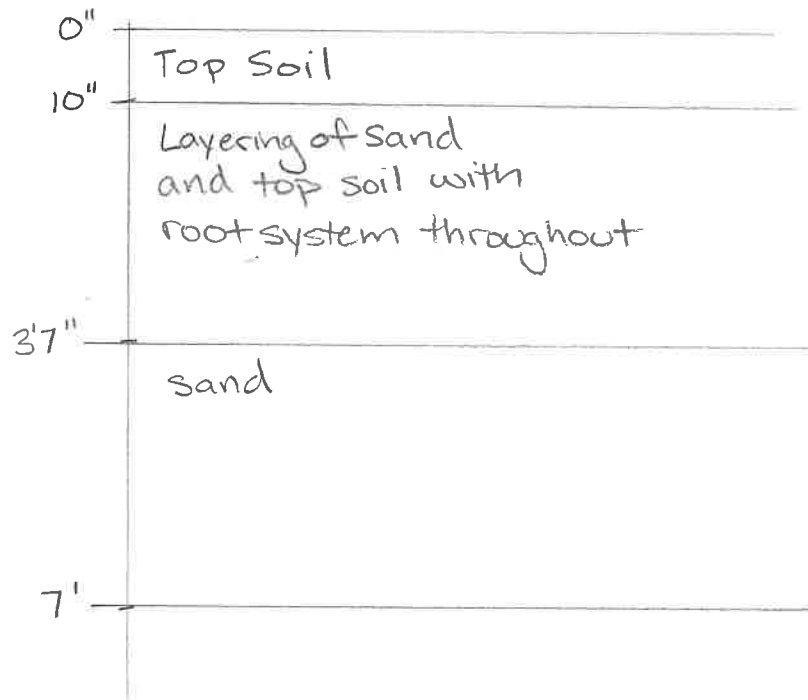 0"
Top Soil
10"
Layering of Sand
and top soil with
root system throughout
3'7"
sand
7'